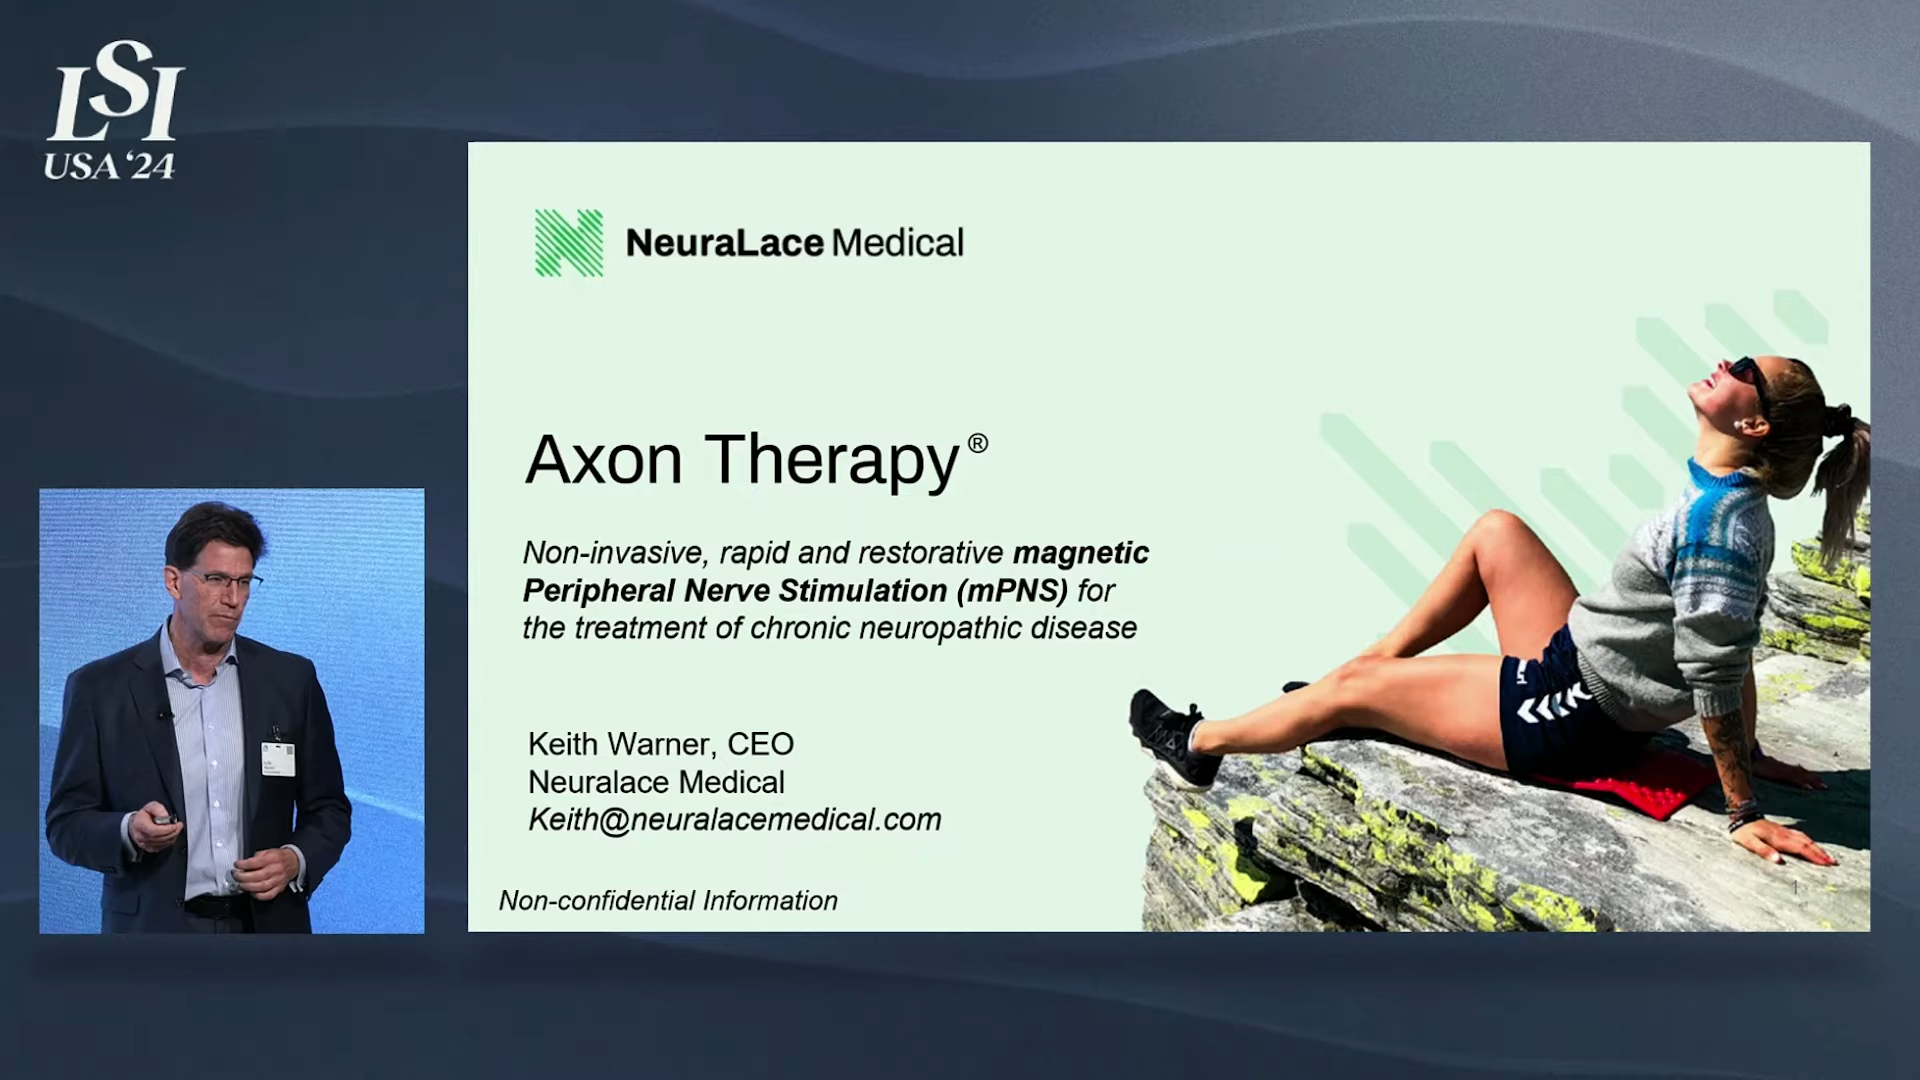 LSI
USA ‘24
NeuraLace Medical
Axon Therapy®
Non-invasive, rapid and restorative magnetic
Peripheral Nerve Stimulation (mPNS) for
the treatment of chronic neuropathic disease
Keith Warner, CEO
Neuralace Medical
Keith@neuralacemedical.com
Non-confidential Information
1